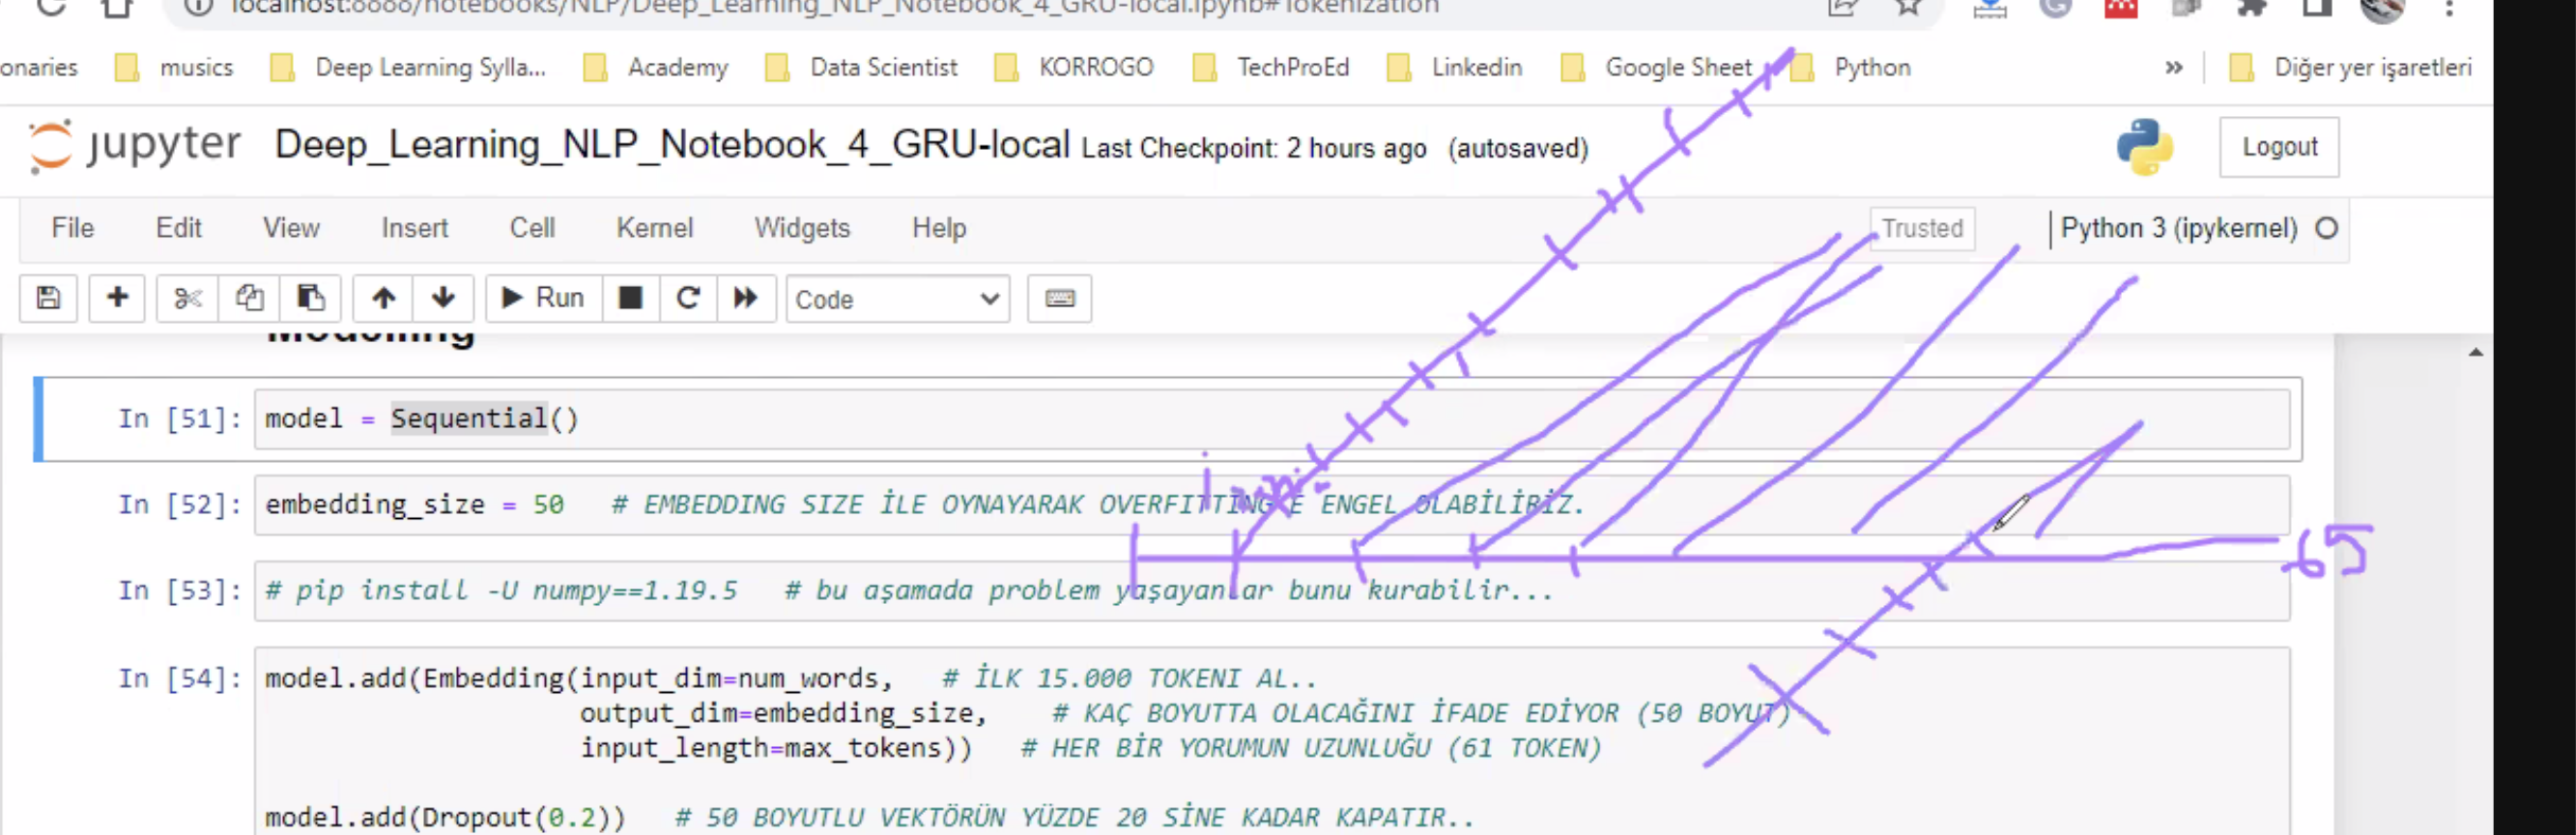 localhost:8888/notebooks/NLP/Deep_Learning_NLP_Notebook_4_GRU-local.ipynb#Tokenization
onaries musics Deep Learning Sylla... Academy Data Scientist KORROGO TechProEd Linkedin Google Sheet Python » Diğer yer işaretleri
jupyter Deep_Learning_NLP_Notebook_4_GRU-local Last Checkpoint: 2 hours ago (autosaved) Logout
File Edit View Insert Cell Kernel Widgets Help Trusted Python 3 (ipykernel)
Run Code
Modelling
In [51]: model = Sequential()
In [52]: embedding_size = 50 # EMBEDDING SIZE İLE OYNAYARAK OVERFITTING E ENGEL OLABİLİRİZ.
65
In [53]: # pip install -U numpy==1.19.5 # bu aşamada problem yaşayanlar bunu kurabilir...
In [54]: model.add(Embedding(input_dim=num_words, # İLK 15.000 TOKENI AL..
output_dim=embedding_size, # KAÇ BOYUTTA OLACAĞINI İFADE EDİYOR (50 BOYUT)
input_length=max_tokens)) # HER BİR YORUMUN UZUNLUĞU (61 TOKEN)
model.add(Dropout(0.2)) # 50 BOYUTLU VEKTÖRÜN YÜZDE 20 SİNE KADAR KAPATIR..